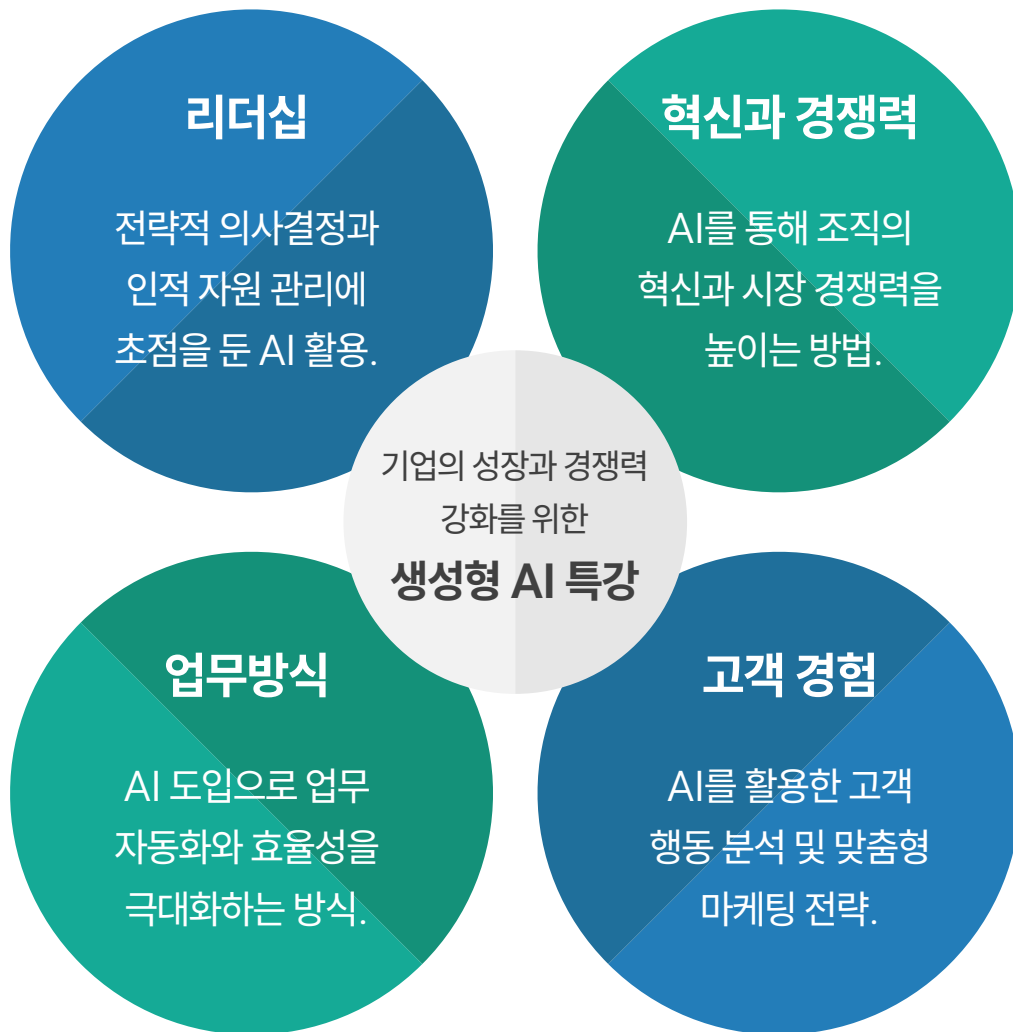 리더십
전략적 의사결정과
인적 자원 관리에
초점을 둔 AI 활용.
혁신과 경쟁력
AI를 통해 조직의
혁신과 시장 경쟁력을
높이는 방법.
기업의 성장과 경쟁력
강화를 위한
생성형 AI 특강
업무방식
AI 도입으로 업무
자동화와 효율성을
극대화하는 방식.
고객 경험
AI를 활용한 고객
행동 분석 및 맞춤형
마케팅 전략.